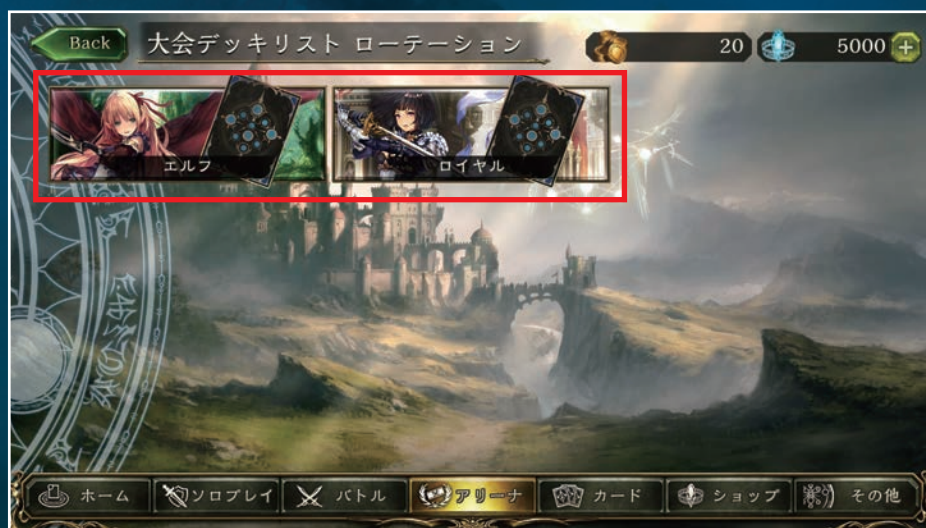 Back
大会デッキリスト ローテーション
20
5000
エルフ
ロイヤル
ホーム
ソロプレイ
バトル
アリーナ
カード
ショップ
その他